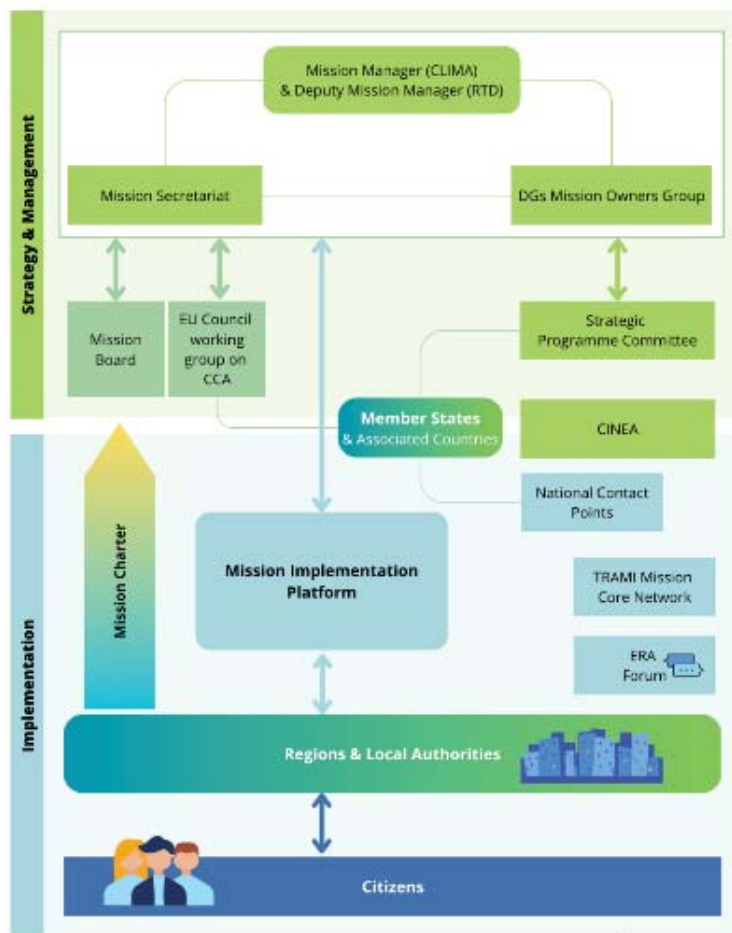 Strategy & Management
Mission Manager (CLIMA)
& Deputy Mission Manager (RTD)
Mission Secretariat
DGs Mission Owners Group
Mission
Board
EU Council
working
group on
CCA
Strategic
Programme Committee
Member States
& Associated Countries
CINEA
National Contact
Points
Implementation
Mission Charter
Mission Implementation
Platform
TRAMI Mission
Core Network
ERA
Forum
Regions & Local Authorities
Citizens